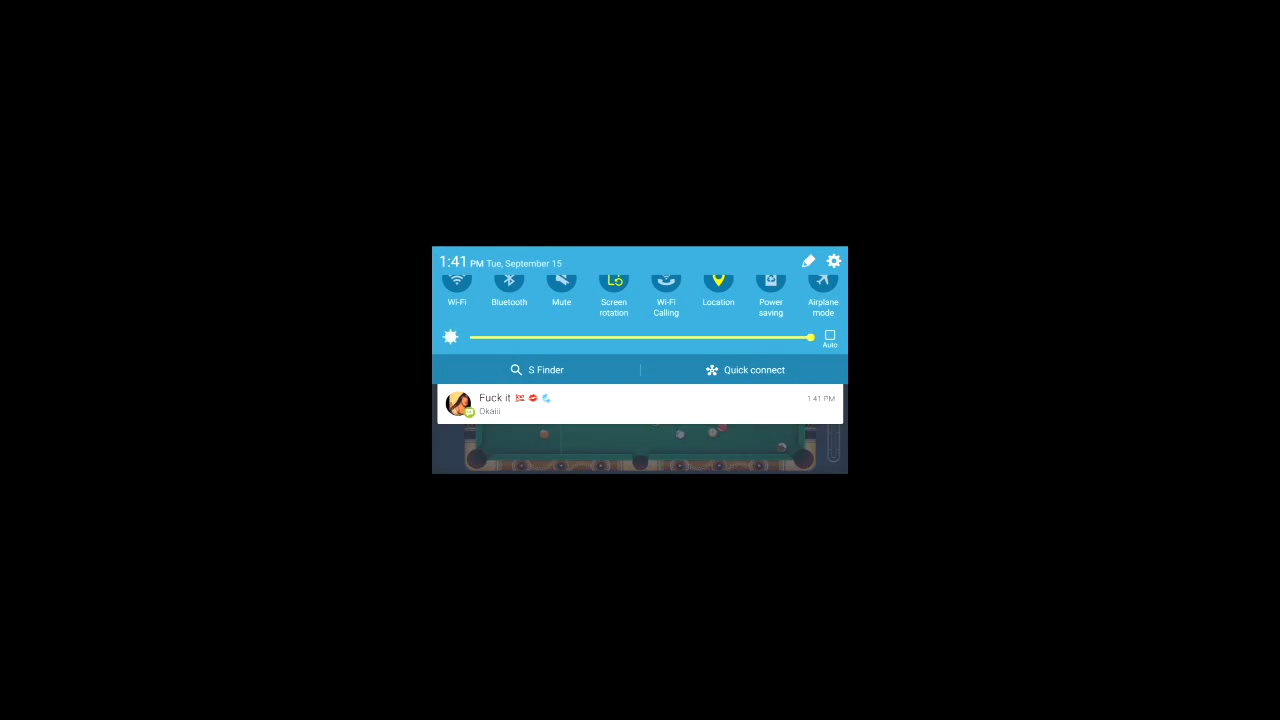 1:41 PM Tue, September 15
Wi-Fi Bluetooth Mute Screen rotation Wi-Fi Calling Location Power saving Airplane mode
Auto
S Finder Quick connect
Fuck it 💯 💋 💦 1:41 PM
Okaiii